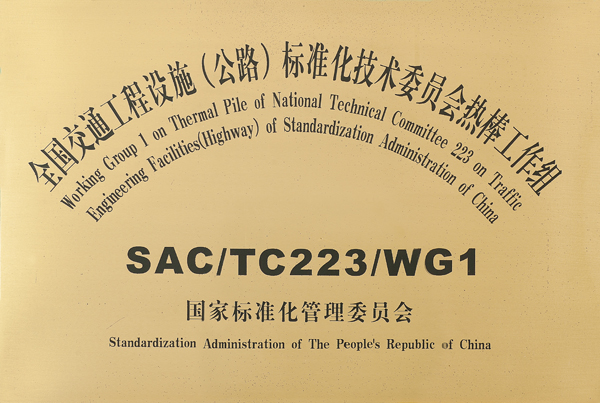 全国交通工程设施（公路）标准化技术委员会热棒工作组
Working Group 1 on Thermal Pile of National Technical Committee 223 on Traffic
Engineering Facilities(Highway) of Standardization Administration of China
SAC/TC223/WG1
国家标准化管理委员会
Standardization Administration of The People's Republic of China